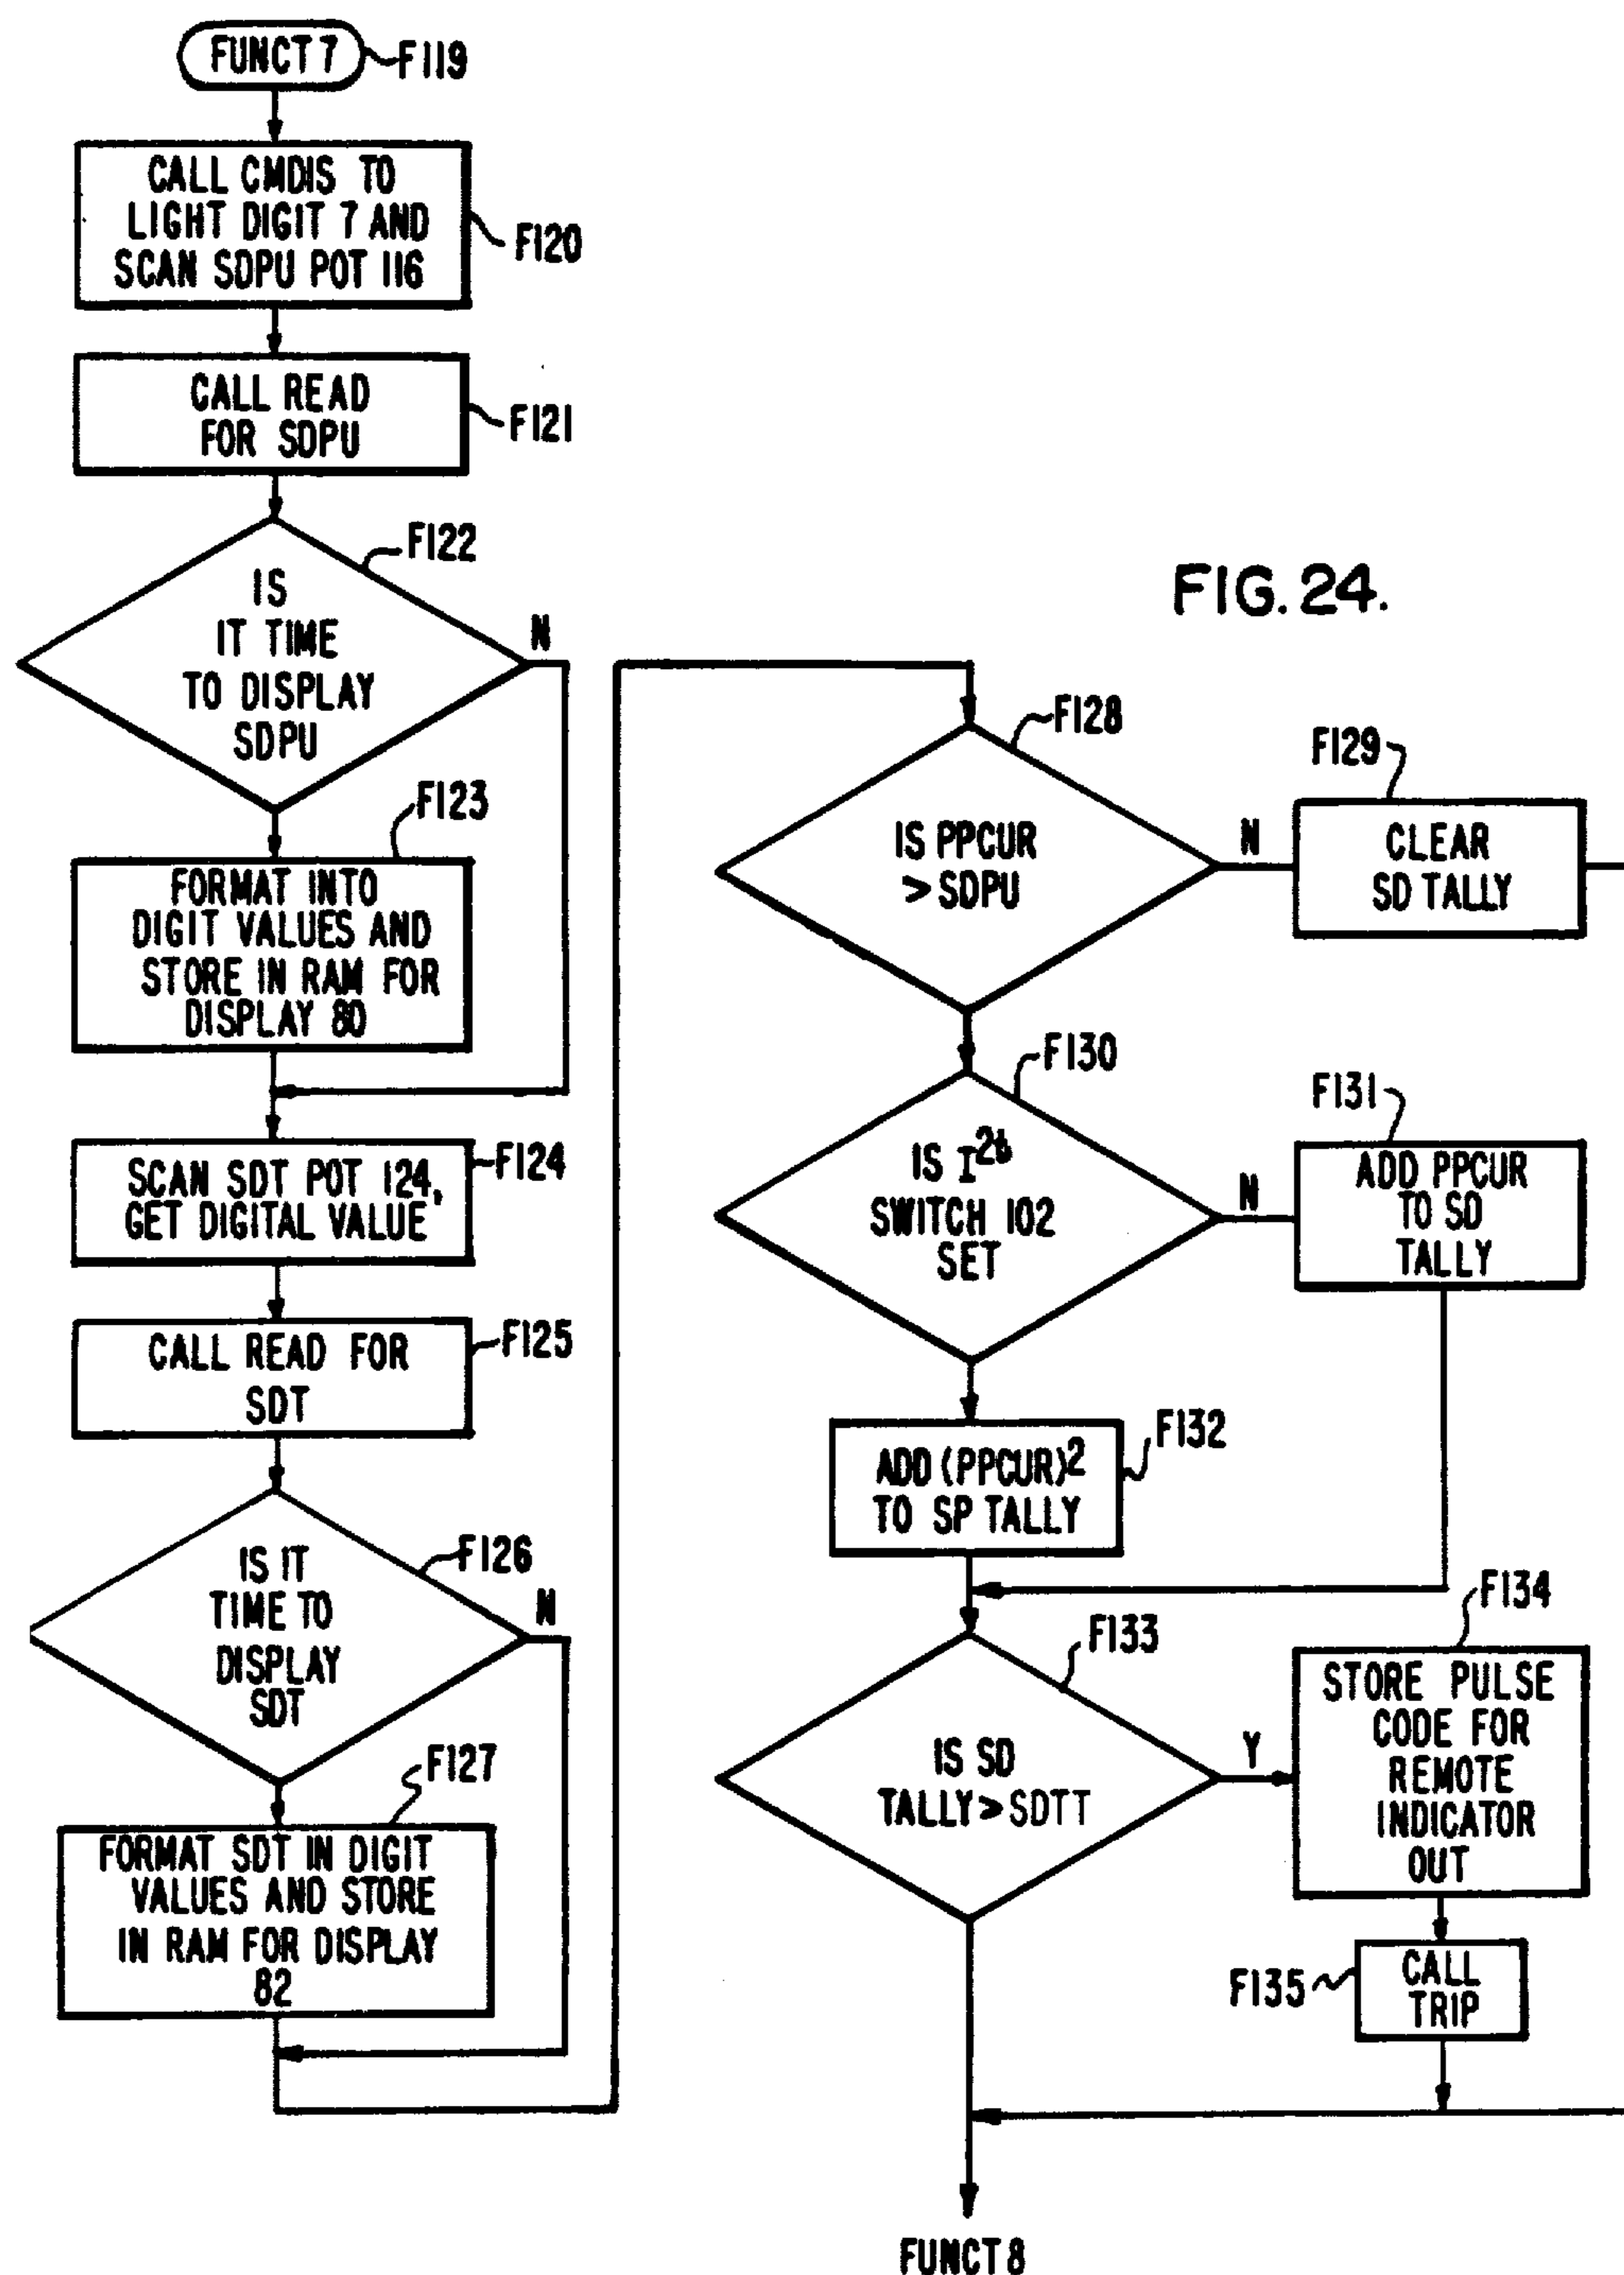 FUNCT 7
F119
CALL CMDIS TO
LIGHT DIGIT 7 AND
SCAN SDPU POT 116
F120
CALL READ
FOR SDPU
F121
F122
IS
IT TIME
TO DISPLAY
SDPU
N
F123
FORMAT INTO
DIGIT VALUES AND
STORE IN RAM FOR
DISPLAY 80
SCAN SDT POT 124,
GET DIGITAL VALUE
F124
CALL READ FOR
SDT
F125
F126
IS IT
TIME TO
DISPLAY
SDT
N
F127
FORMAT SDT IN DIGIT
VALUES AND STORE
IN RAM FOR DISPLAY
82
FIG. 24.
F128
IS PPCUR
> SDPU
N
F129
CLEAR
SD TALLY
F130
IS I²ᵗ
SWITCH 102
SET
N
F131
ADD PPCUR
TO SD
TALLY
F132
ADD (PPCUR)²
TO SP TALLY
F133
IS SD
TALLY > SDTT
Y
F134
STORE PULSE
CODE FOR
REMOTE
INDICATOR
OUT
F135
CALL
TRIP
FUNCT 8